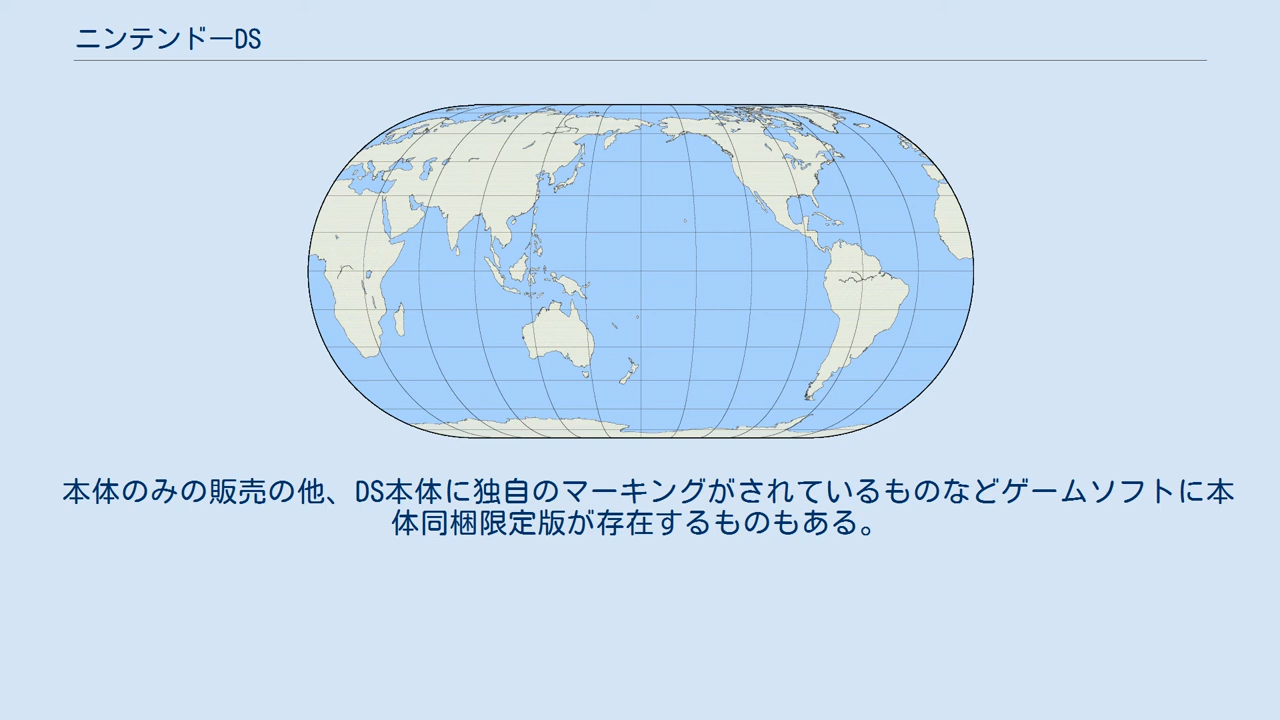 ニンテンドーDS
本体のみの販売の他、DS本体に独自のマーキングがされているものなどゲームソフトに本
体同梱限定版が存在するものもある。